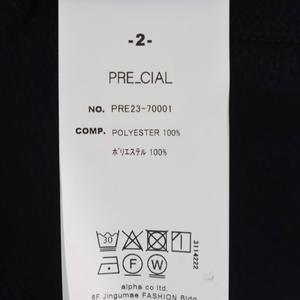 -2-
PRE_CIAL
NO. PRE23-70001
COMP. POLYESTER 100%
ポリエステル 100%
30
P F W
3114222
alpha co ltd.
6F Jingumae FASHION Bldg